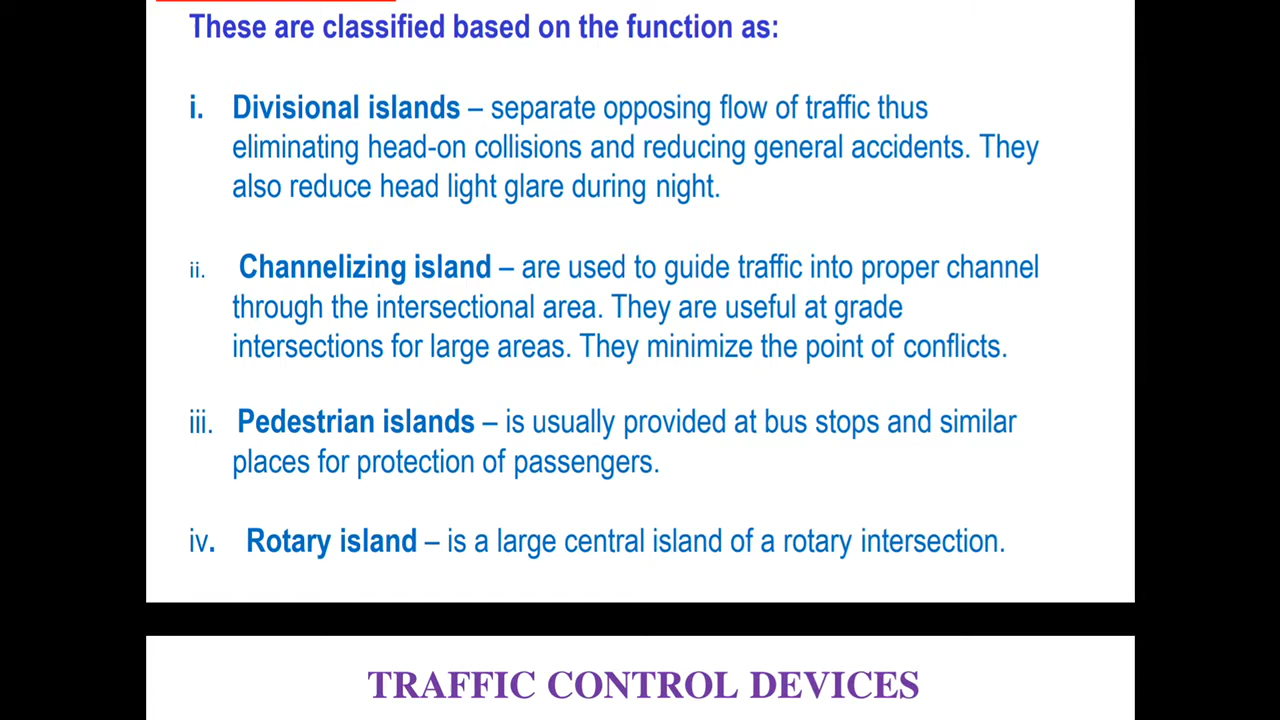 These are classified based on the function as:
i. Divisional islands – separate opposing flow of traffic thus
eliminating head-on collisions and reducing general accidents. They
also reduce head light glare during night.
ii. Channelizing island – are used to guide traffic into proper channel
through the intersectional area. They are useful at grade
intersections for large areas. They minimize the point of conflicts.
iii. Pedestrian islands – is usually provided at bus stops and similar
places for protection of passengers.
iv. Rotary island – is a large central island of a rotary intersection.
TRAFFIC CONTROL DEVICES